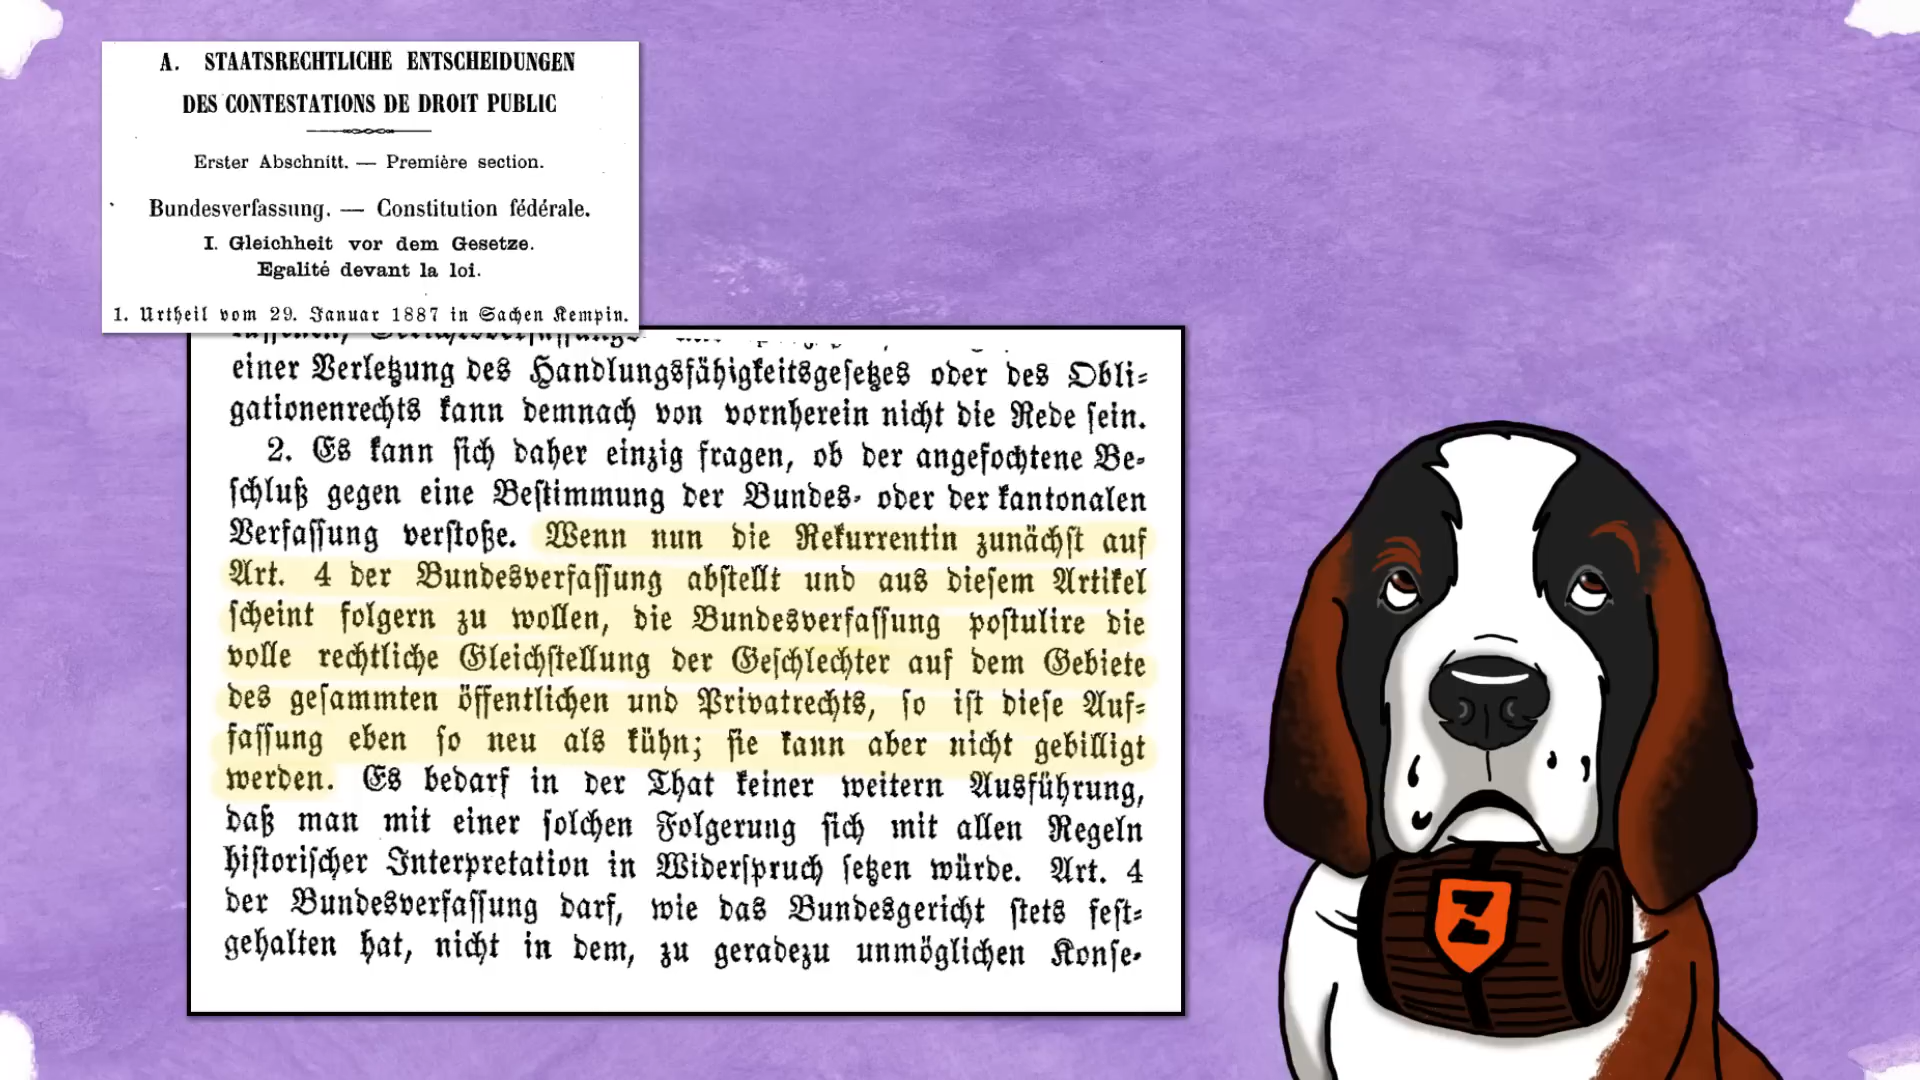 A. STAATSRECHTLICHE ENTSCHEIDUNGEN
DES CONTESTATIONS DE DROIT PUBLIC
Erster Abschnitt. — Première section.
Bundesverfassung. — Constitution fédérale.
I. Gleichheit vor dem Gesetze.
Egalité devant la loi.
1. Urtheil vom 29. Januar 1887 in Sachen Kempin.
einer Verletzung des Handlungsfähigkeitsgesetzes oder des Obli-
gationenrechts kann demnach von vornherein nicht die Rede sein.
2. Es kann sich daher einzig fragen, ob der angefochtene Be-
schluß gegen eine Bestimmung der Bundes- oder der kantonalen
Verfassung verstoße. Wenn nun die Rekurrentin zunächst auf
Art. 4 der Bundesverfassung abstellt und aus diesem Artikel
scheint folgern zu wollen, die Bundesverfassung postulire die
volle rechtliche Gleichstellung der Geschlechter auf dem Gebiete
des gesammten öffentlichen und Privatrechts, so ist diese Auf-
fassung eben so neu als kühn; sie kann aber nicht gebilligt
werden. Es bedarf in der That keiner weitern Ausführung,
daß man mit einer solchen Folgerung sich mit allen Regeln
historischer Interpretation in Widerspruch setzen würde. Art. 4
der Bundesverfassung darf, wie das Bundesgericht stets fest-
gehalten hat, nicht in dem, zu geradezu unmöglichen Konse-
Z